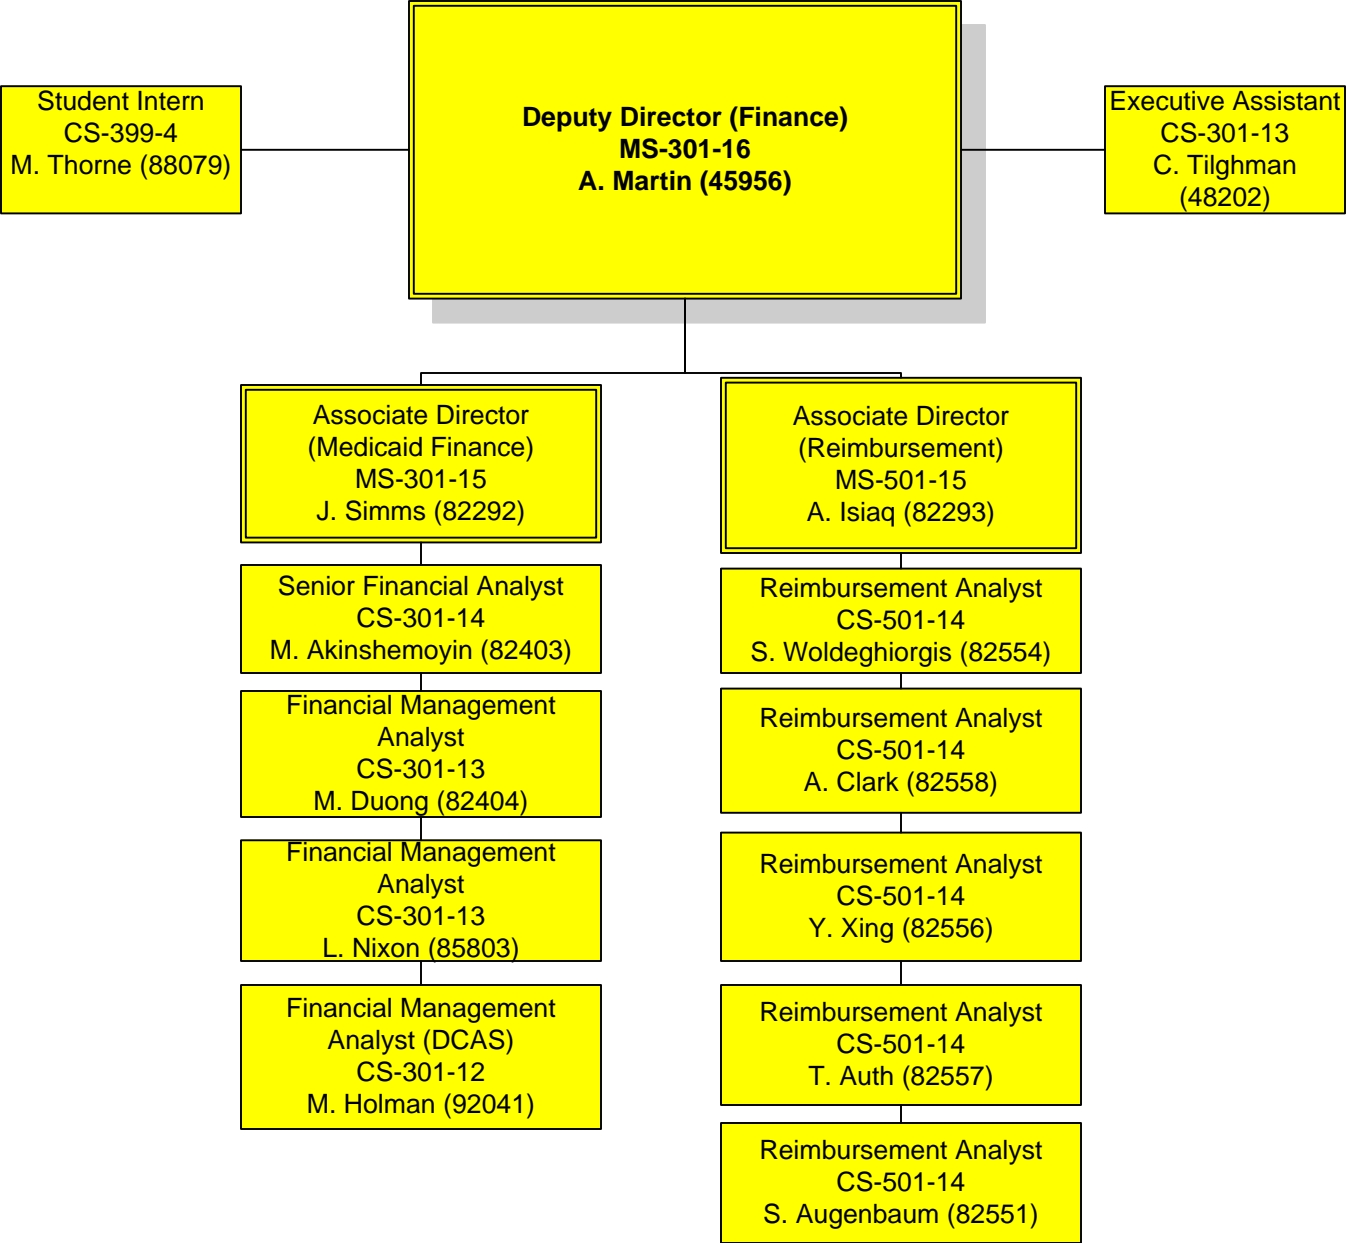 Student Intern
CS-399-4
M. Thorne (88079)
Deputy Director (Finance)
MS-301-16
A. Martin (45956)
Executive Assistant
CS-301-13
C. Tilghman
(48202)
Associate Director
(Medicaid Finance)
MS-301-15
J. Simms (82292)
Senior Financial Analyst
CS-301-14
M. Akinshemoyin (82403)
Financial Management
Analyst
CS-301-13
M. Duong (82404)
Financial Management
Analyst
CS-301-13
L. Nixon (85803)
Financial Management
Analyst (DCAS)
CS-301-12
M. Holman (92041)
Associate Director
(Reimbursement)
MS-501-15
A. Isiaq (82293)
Reimbursement Analyst
CS-501-14
S. Woldeghiorgis (82554)
Reimbursement Analyst
CS-501-14
A. Clark (82558)
Reimbursement Analyst
CS-501-14
Y. Xing (82556)
Reimbursement Analyst
CS-501-14
T. Auth (82557)
Reimbursement Analyst
CS-501-14
S. Augenbaum (82551)